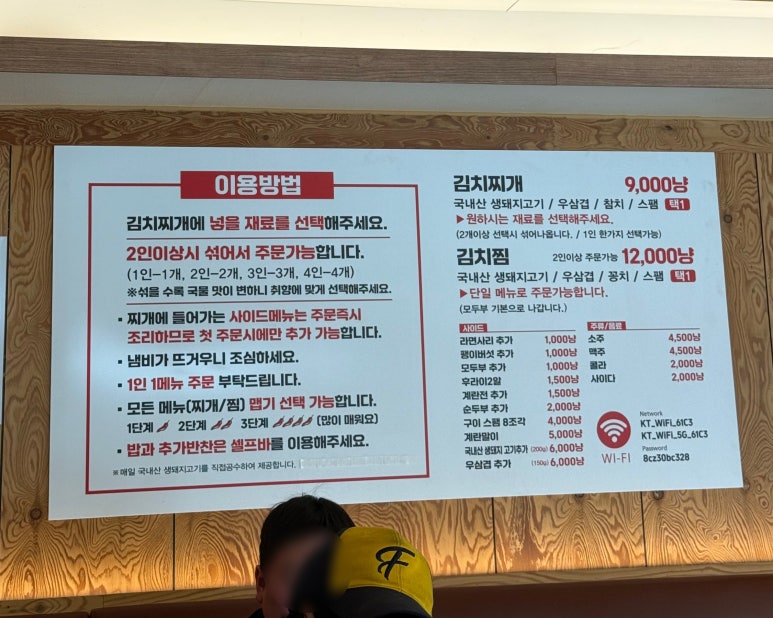 이용방법
김치찌개에 넣을 재료를 선택해주세요.
2인이상시 섞어서 주문가능합니다.
(1인-1개, 2인-2개, 3인-3개, 4인-4개)
※섞을 수록 국물 맛이 변하니 취향에 맞게 선택해주세요.
· 찌개에 들어가는 사이드메뉴는 주문즉시
조리하므로 첫 주문시에만 추가 가능합니다.
· 냄비가 뜨거우니 조심하세요.
· 1인 1메뉴 주문 부탁드립니다.
· 모든 메뉴(찌개/찜) 맵기 선택 가능합니다.
1단계 2단계 3단계 (많이 매워요)
· 밥과 추가반찬은 셀프바를 이용해주세요.
※매일 국내산 생돼지고기를 직접공수하여 제공합니다.
김치찌개 9,000냥
국내산 생돼지고기 / 우삼겹 / 참치 / 스팸 택1
▶원하시는 재료를 선택해주세요.
(2개이상 선택시 섞어나옵니다. / 1인 한가지 선택가능)
김치찜 2인이상 주문가능 12,000냥
국내산 생돼지고기 / 우삼겹 / 꽁치 / 스팸 택1
▶단일 메뉴로 주문가능합니다.
(모두부 기본으로 나갑니다.)
사이드
라면사리 추가 1,000냥
팽이버섯 추가 1,000냥
모두부 추가 1,000냥
후라이2알 1,500냥
계란전 추가 1,500냥
순두부 추가 2,000냥
구이 스팸 8조각 4,000냥
계란말이 5,000냥
국내산 생돼지 고기추가 (200g) 6,000냥
우삼겹 추가 (150g) 6,000냥
주류/음료
소주 4,500냥
맥주 4,500냥
콜라 2,000냥
사이다 2,000냥
WI-FI
Network
KT_WiFi_61C3
KT_WiFi_5G_61C3
Password
8cz30bc328
F